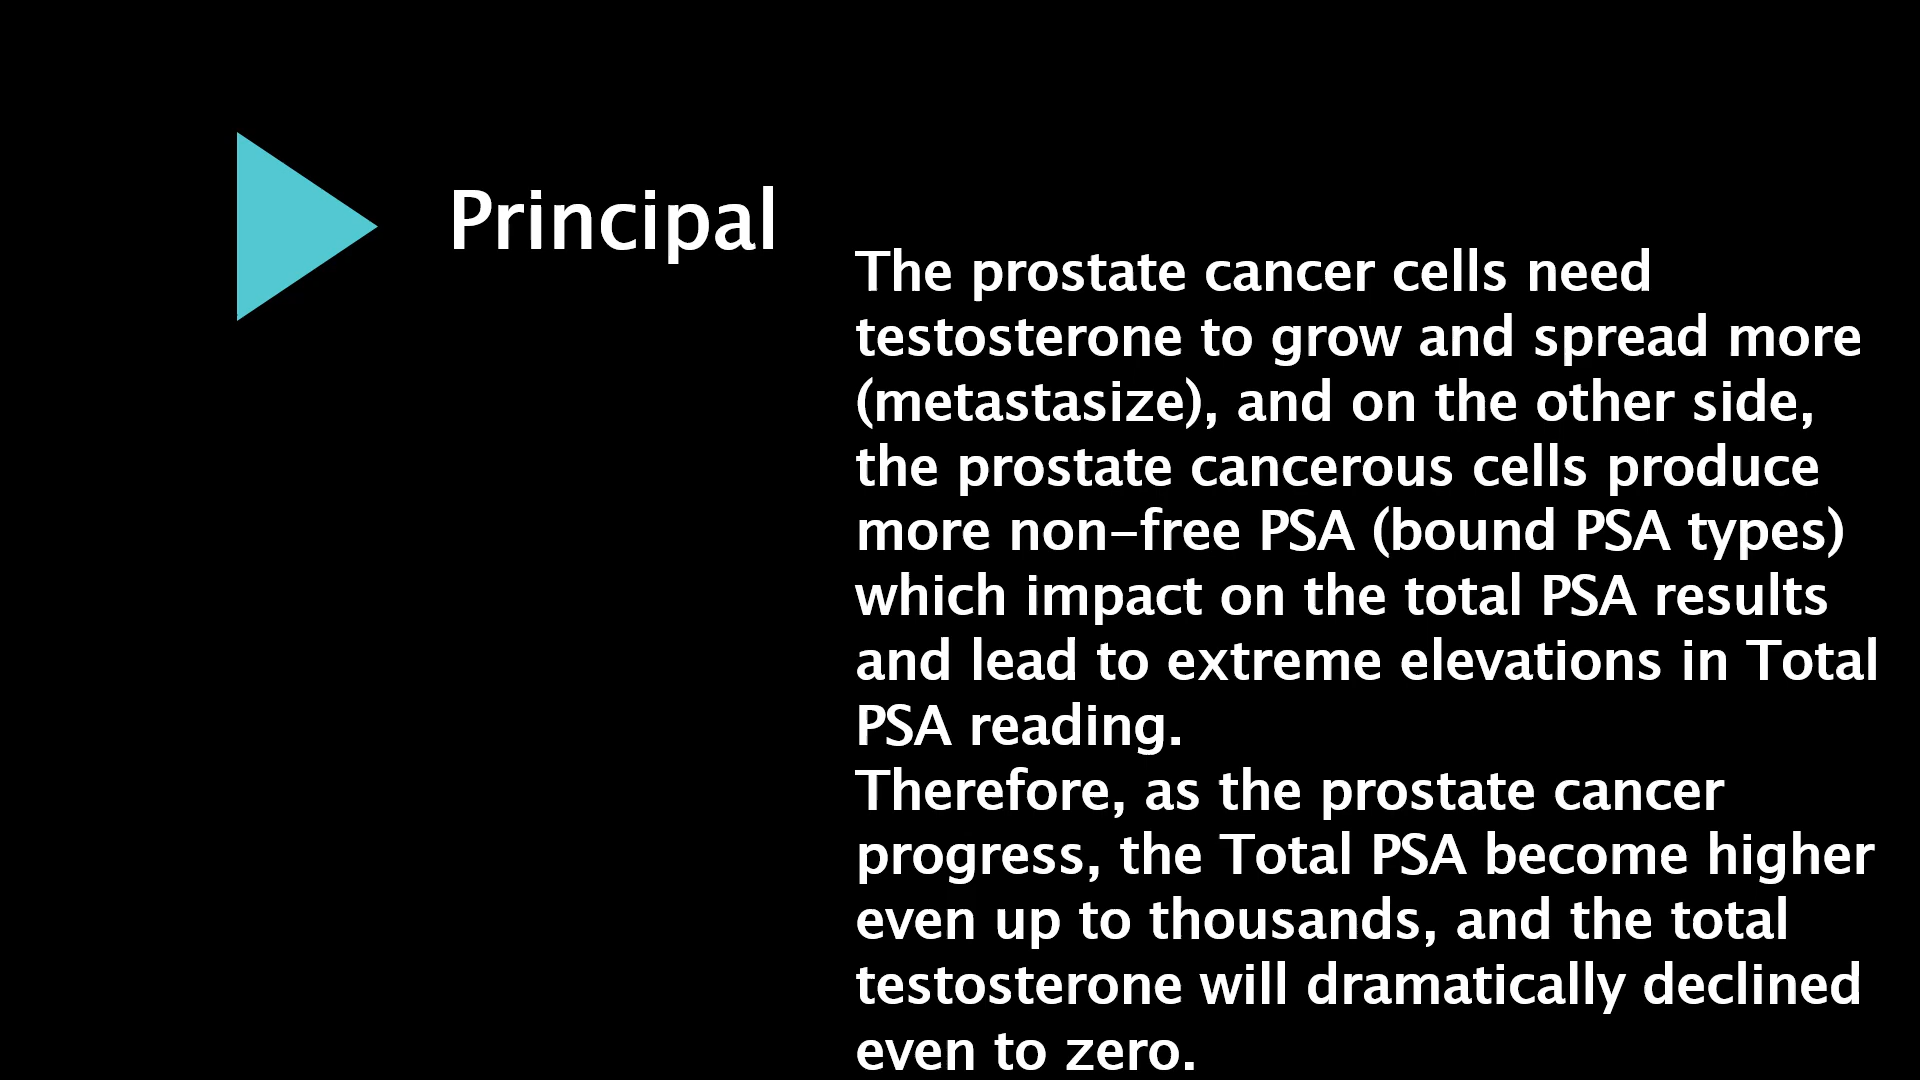 Principal
The prostate cancer cells need
testosterone to grow and spread more
(metastasize), and on the other side,
the prostate cancerous cells produce
more non-free PSA (bound PSA types)
which impact on the total PSA results
and lead to extreme elevations in Total
PSA reading.
Therefore, as the prostate cancer
progress, the Total PSA become higher
even up to thousands, and the total
testosterone will dramatically declined
even to zero.